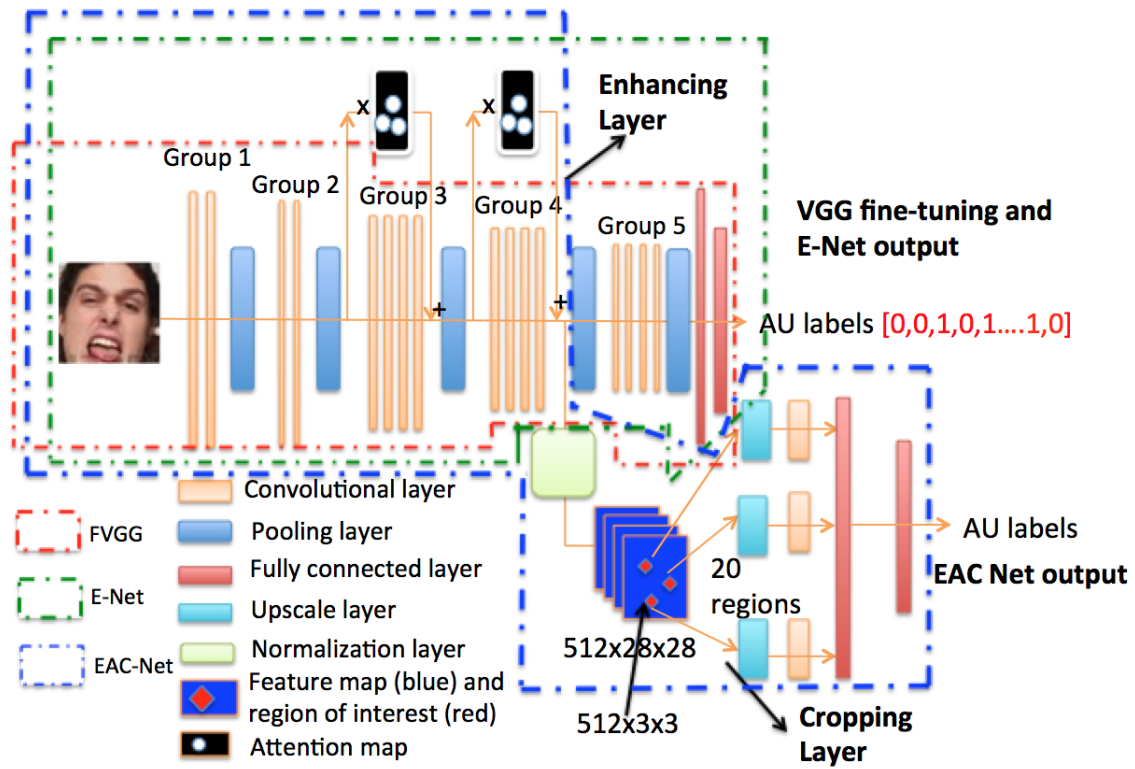 Enhancing
Layer
x
x
Group 1
Group 2
Group 3
Group 4
Group 5
+
+
VGG fine-tuning and
E-Net output
AU labels [0,0,1,0,1....1,0]
Convolutional layer
Pooling layer
Fully connected layer
Upscale layer
Normalization layer
Feature map (blue) and
region of interest (red)
Attention map
FVGG
E-Net
EAC-Net
20
regions
512x28x28
512x3x3
AU labels
EAC Net output
Cropping
Layer